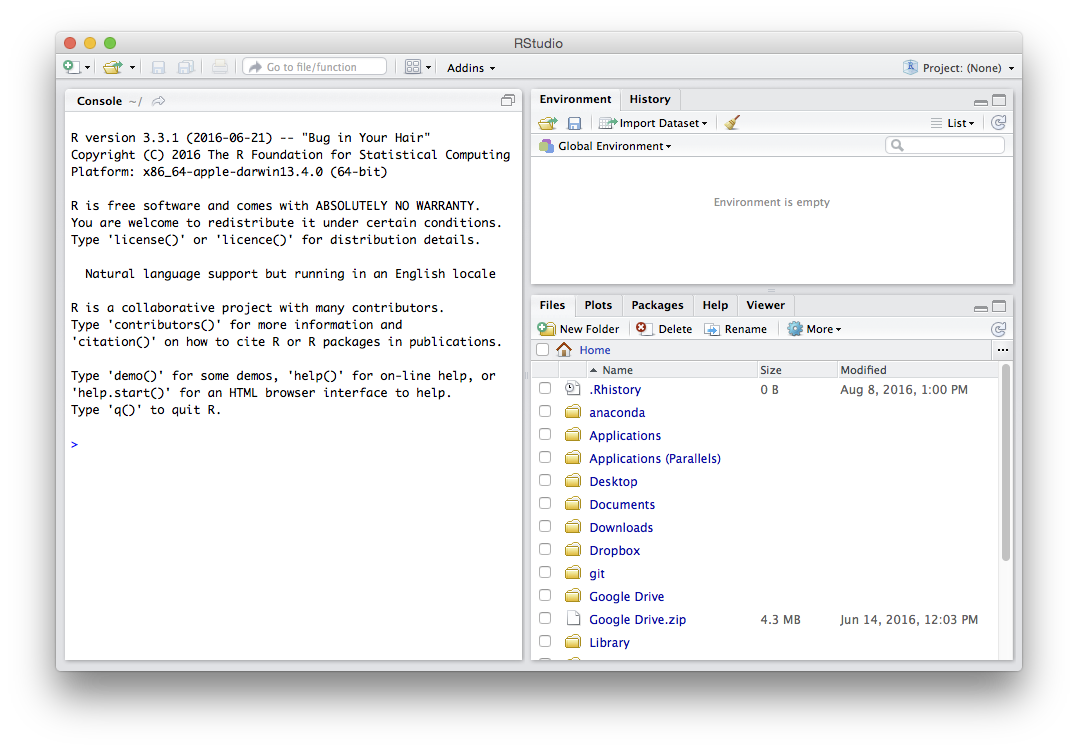 RStudio
Go to file/function
Addins
Project: (None)
Console ~/
R version 3.3.1 (2016-06-21) -- "Bug in Your Hair"
Copyright (C) 2016 The R Foundation for Statistical Computing
Platform: x86_64-apple-darwin13.4.0 (64-bit)
R is free software and comes with ABSOLUTELY NO WARRANTY.
You are welcome to redistribute it under certain conditions.
Type 'license()' or 'licence()' for distribution details.
Natural language support but running in an English locale
R is a collaborative project with many contributors.
Type 'contributors()' for more information and
'citation()' on how to cite R or R packages in publications.
Type 'demo()' for some demos, 'help()' for on-line help, or
'help.start()' for an HTML browser interface to help.
Type 'q()' to quit R.
>
Environment History
Import Dataset List
Global Environment
Environment is empty
Files Plots Packages Help Viewer
New Folder Delete Rename More
Home ...
Name Size Modified
.Rhistory 0 B Aug 8, 2016, 1:00 PM
anaconda
Applications
Applications (Parallels)
Desktop
Documents
Downloads
Dropbox
git
Google Drive
Google Drive.zip 4.3 MB Jun 14, 2016, 12:03 PM
Library